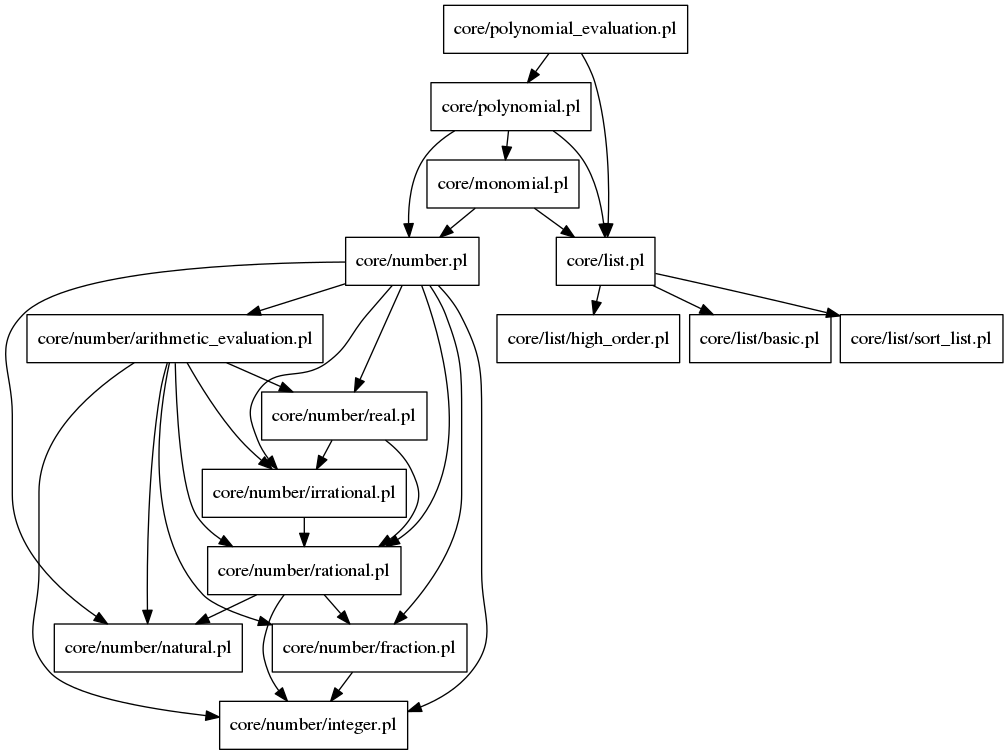 core/polynomial_evaluation.pl
core/polynomial.pl
core/monomial.pl
core/number.pl
core/list.pl
core/number/arithmetic_evaluation.pl
core/list/high_order.pl
core/list/basic.pl
core/list/sort_list.pl
core/number/real.pl
core/number/irrational.pl
core/number/rational.pl
core/number/natural.pl
core/number/fraction.pl
core/number/integer.pl